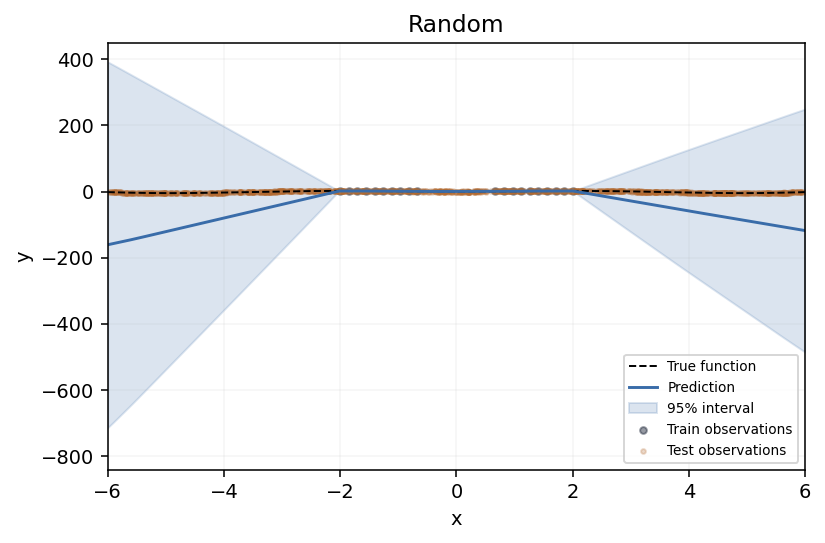 Random
400
200
0
−200
−400
−600
−800
y
−6
−4
−2
0
2
4
6
x
True function
Prediction
95% interval
Train observations
Test observations